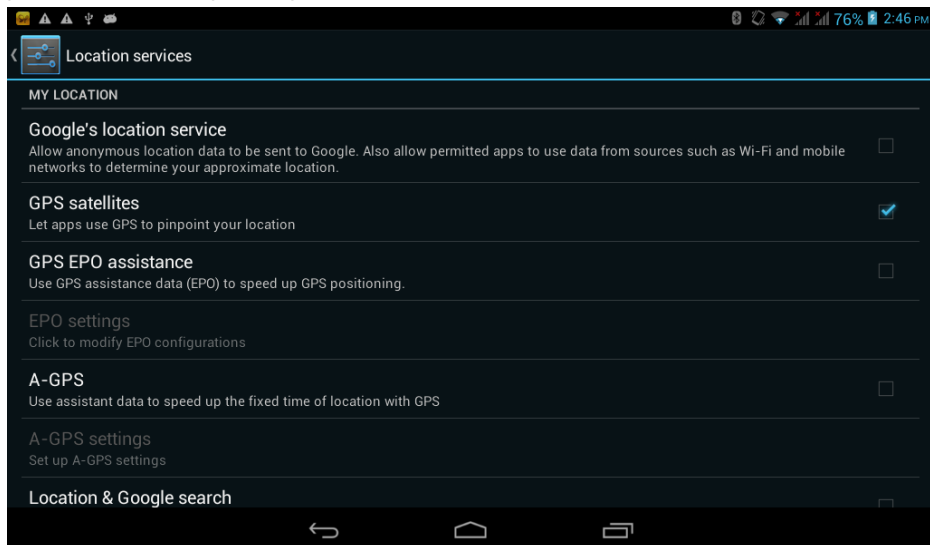 76% 2:46 PM
Location services
MY LOCATION
Google's location service
Allow anonymous location data to be sent to Google. Also allow permitted apps to use data from sources such as Wi-Fi and mobile
networks to determine your approximate location.
GPS satellites
Let apps use GPS to pinpoint your location
GPS EPO assistance
Use GPS assistance data (EPO) to speed up GPS positioning.
EPO settings
Click to modify EPO configurations
A-GPS
Use assistant data to speed up the fixed time of location with GPS
A-GPS settings
Set up A-GPS settings
Location & Google search